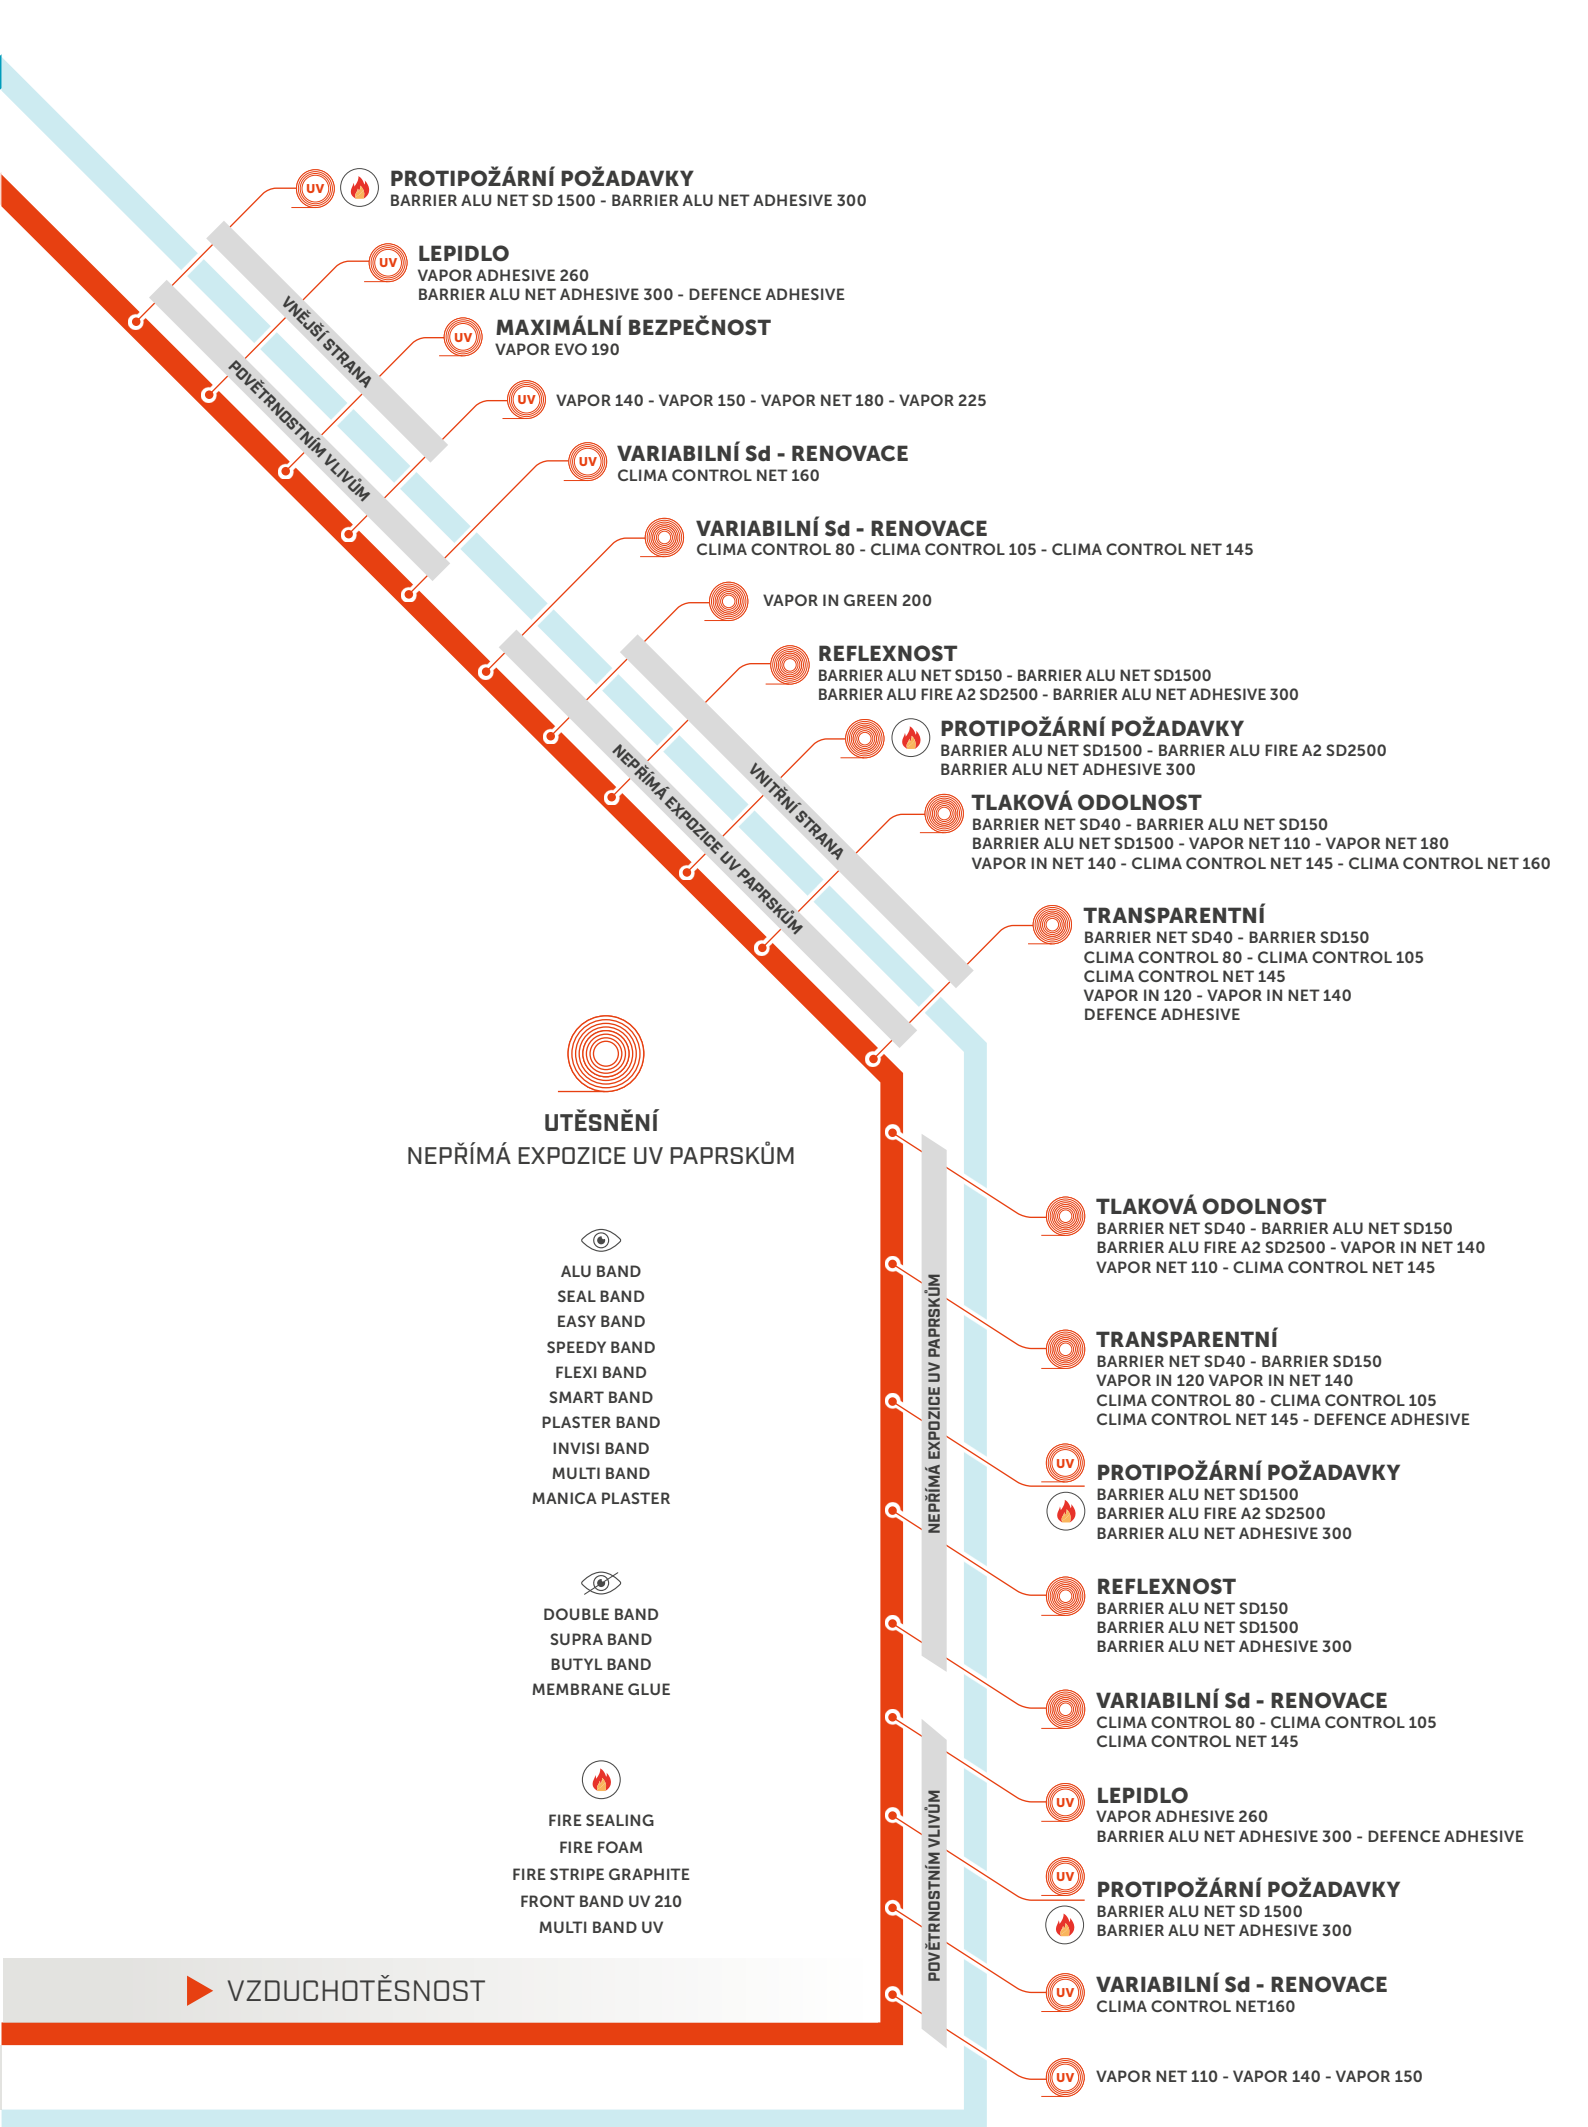 UV
PROTIPOŽÁRNÍ POŽADAVKY
BARRIER ALU NET SD 1500 - BARRIER ALU NET ADHESIVE 300
UV
LEPIDLO
VAPOR ADHESIVE 260
BARRIER ALU NET ADHESIVE 300 - DEFENCE ADHESIVE
VNĚJŠÍ STRANA
UV
MAXIMÁLNÍ BEZPEČNOST
VAPOR EVO 190
POVĚTRNOSTNÍM VLIVŮM
UV
VAPOR 140 - VAPOR 150 - VAPOR NET 180 - VAPOR 225
UV
VARIABILNÍ Sd - RENOVACE
CLIMA CONTROL NET 160
VARIABILNÍ Sd - RENOVACE
CLIMA CONTROL 80 - CLIMA CONTROL 105 - CLIMA CONTROL NET 145
VAPOR IN GREEN 200
REFLEXNOST
BARRIER ALU NET SD150 - BARRIER ALU NET SD1500
BARRIER ALU FIRE A2 SD2500 - BARRIER ALU NET ADHESIVE 300
PROTIPOŽÁRNÍ POŽADAVKY
BARRIER ALU NET SD1500 - BARRIER ALU FIRE A2 SD2500
BARRIER ALU NET ADHESIVE 300
NEPŘÍMÁ EXPOZICE UV PAPRSKŮM
VNITŘNÍ STRANA
TLAKOVÁ ODOLNOST
BARRIER NET SD40 - BARRIER ALU NET SD150
BARRIER ALU NET SD1500 - VAPOR NET 110 - VAPOR NET 180
VAPOR IN NET 140 - CLIMA CONTROL NET 145 - CLIMA CONTROL NET 160
TRANSPARENTNÍ
BARRIER NET SD40 - BARRIER SD150
CLIMA CONTROL 80 - CLIMA CONTROL 105
CLIMA CONTROL NET 145
VAPOR IN 120 - VAPOR IN NET 140
DEFENCE ADHESIVE
UTĚSNĚNÍ
NEPŘÍMÁ EXPOZICE UV PAPRSKŮM
ALU BAND
SEAL BAND
EASY BAND
SPEEDY BAND
FLEXI BAND
SMART BAND
PLASTER BAND
INVISI BAND
MULTI BAND
MANICA PLASTER
DOUBLE BAND
SUPRA BAND
BUTYL BAND
MEMBRANE GLUE
FIRE SEALING
FIRE FOAM
FIRE STRIPE GRAPHITE
FRONT BAND UV 210
MULTI BAND UV
VZDUCHOTĚSNOST
NEPŘÍMÁ EXPOZICE UV PAPRSKŮM
TLAKOVÁ ODOLNOST
BARRIER NET SD40 - BARRIER ALU NET SD150
BARRIER ALU FIRE A2 SD2500 - VAPOR IN NET 140
VAPOR NET 110 - CLIMA CONTROL NET 145
TRANSPARENTNÍ
BARRIER NET SD40 - BARRIER SD150
VAPOR IN 120 VAPOR IN NET 140
CLIMA CONTROL 80 - CLIMA CONTROL 105
CLIMA CONTROL NET 145 - DEFENCE ADHESIVE
UV
PROTIPOŽÁRNÍ POŽADAVKY
BARRIER ALU NET SD1500
BARRIER ALU FIRE A2 SD2500
BARRIER ALU NET ADHESIVE 300
REFLEXNOST
BARRIER ALU NET SD150
BARRIER ALU NET SD1500
BARRIER ALU NET ADHESIVE 300
VARIABILNÍ Sd - RENOVACE
CLIMA CONTROL 80 - CLIMA CONTROL 105
CLIMA CONTROL NET 145
POVĚTRNOSTNÍM VLIVŮM
UV
LEPIDLO
VAPOR ADHESIVE 260
BARRIER ALU NET ADHESIVE 300 - DEFENCE ADHESIVE
UV
PROTIPOŽÁRNÍ POŽADAVKY
BARRIER ALU NET SD 1500
BARRIER ALU NET ADHESIVE 300
UV
VARIABILNÍ Sd - RENOVACE
CLIMA CONTROL NET160
UV
VAPOR NET 110 - VAPOR 140 - VAPOR 150